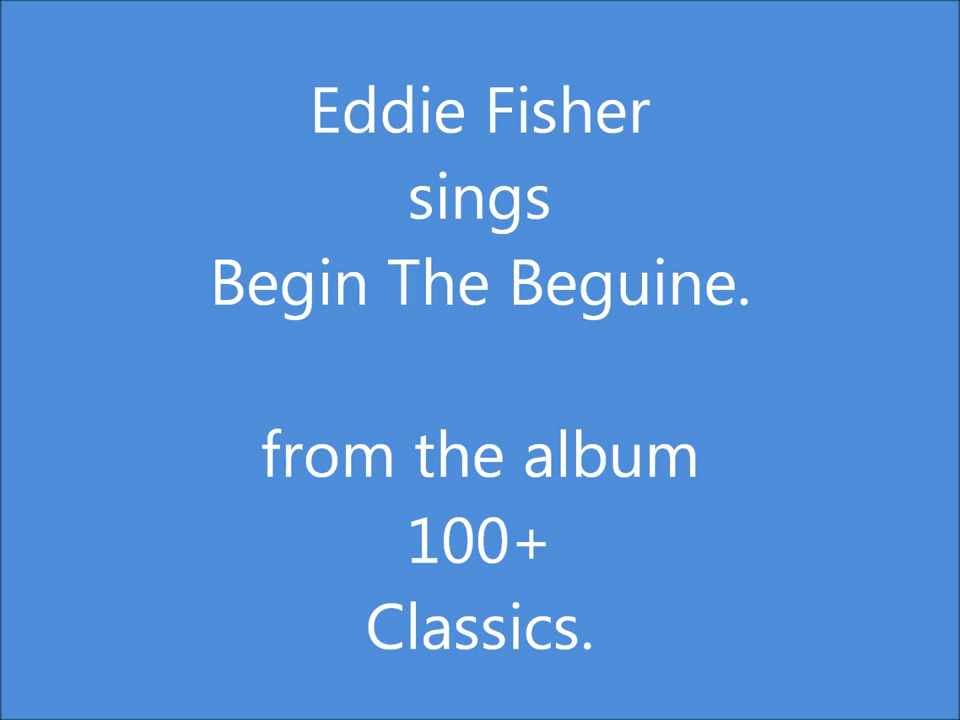 Eddie Fisher
sings
Begin The Beguine.
from the album
100+
Classics.